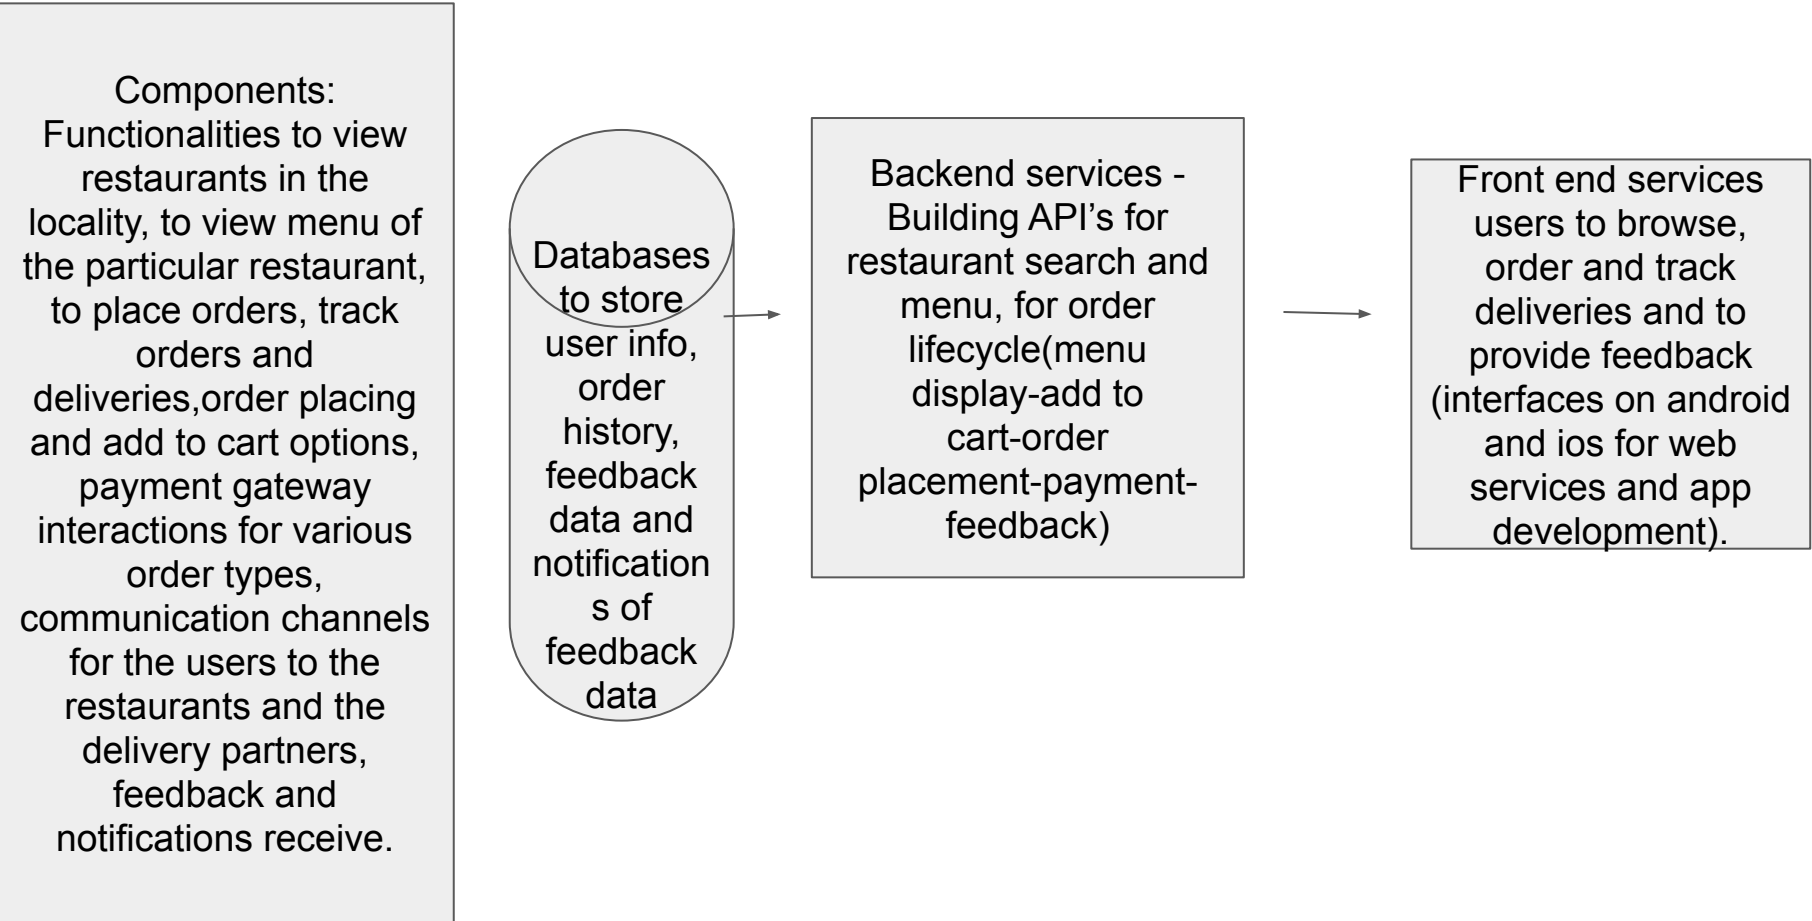 Components:
Functionalities to view
restaurants in the
locality, to view menu of
the particular restaurant,
to place orders, track
orders and
deliveries,order placing
and add to cart options,
payment gateway
interactions for various
order types,
communication channels
for the users to the
restaurants and the
delivery partners,
feedback and
notifications receive.
Databases
to store
user info,
order
history,
feedback
data and
notification
s of
feedback
data
Backend services -
Building API’s for
restaurant search and
menu, for order
lifecycle(menu
display-add to
cart-order
placement-payment-
feedback)
Front end services
users to browse,
order and track
deliveries and to
provide feedback
(interfaces on android
and ios for web
services and app
development).